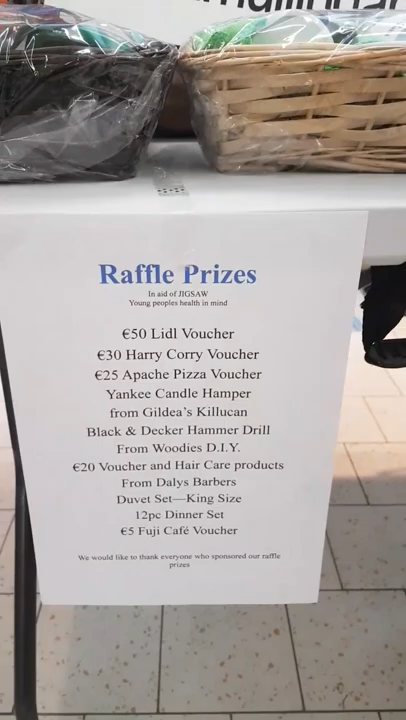 Raffle Prizes
In aid of JIGSAW
Young peoples health in mind
€50 Lidl Voucher
€30 Harry Corry Voucher
€25 Apache Pizza Voucher
Yankee Candle Hamper
from Gildea's Killucan
Black & Decker Hammer Drill
From Woodies D.I.Y.
€20 Voucher and Hair Care products
From Dalys Barbers
Duvet Set—King Size
12pc Dinner Set
€5 Fuji Café Voucher
We would like to thank everyone who sponsored our raffle
prizes